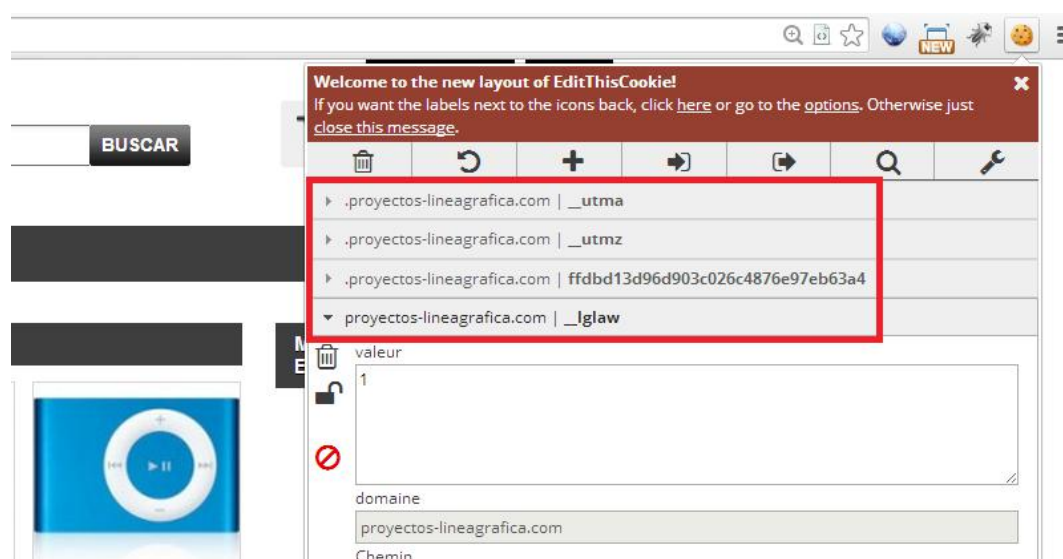 NEW
Welcome to the new layout of EditThisCookie!
If you want the labels next to the icons back, click here or go to the options. Otherwise just
close this message.
BUSCAR
.proyectos-lineagrafica.com | __utma
.proyectos-lineagrafica.com | __utmz
.proyectos-lineagrafica.com | ffdbd13d96d903c026c4876e97eb63a4
proyectos-lineagrafica.com | __lglaw
M
E
valeur
1
domaine
proyectos-lineagrafica.com
Chemin